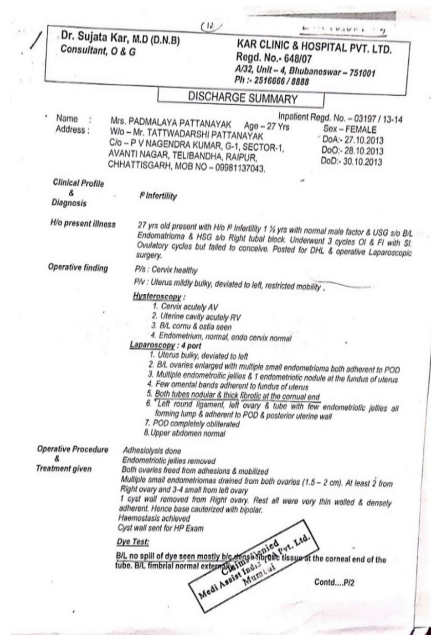 (12)
Dr. Sujata Kar, M.D (D.N.B)
Consultant, O & G
KAR CLINIC & HOSPITAL PVT. LTD.
Regd. No.- 648/07
A/32, Unit – 4, Bhubaneswar – 751001
Ph :- 2516666 / 8888
DISCHARGE SUMMARY
Inpatient Regd. No. – 03197 / 13-14
Name : Mrs. PADMALAYA PATTANAYAK Age – 27 Yrs Sex – FEMALE
Address : W/o – Mr. TATTWADARSHI PATTANAYAK DoA:- 27.10.2013
C/o – P V NAGENDRA KUMAR, G-1, SECTOR-1, DoO:- 28.10.2013
AVANTI NAGAR, TELIBANDHA, RAIPUR, DoD:- 30.10.2013
CHHATTISGARH, MOB NO – 09981137043.
Clinical Profile
&
Diagnosis
P Infertility
H/o present illness 27 yrs old present with H/o P Infertility 1 ½ yrs with normal male factor & USG s/o B/L
Endomatrioma & HSG s/o Right tubal block. Underwent 3 cycles OI & FI with SI.
Ovulatory cycles but failed to conceive. Posted for DHL & operative Laparoscopic
surgery.
Operative finding P/s : Cervix healthy
P/v : Uterus mildly bulky, deviated to left, restricted mobility .
Hysteroscopy :
1. Cervix acutely AV
2. Uterine cavity acutely RV
3. B/L cornu & ostia seen
4. Endometrium, normal, endo cervix normal
Laparoscopy : 4 port
1. Uterus bulky, deviated to left
2. B/L ovaries enlarged with multiple small endometrioma both adherent to POD
3. Multiple endometroitic jellies & 1 endometriotic nodule at the fundus of uterus
4. Few omental bands adherent to fundus of uterus
5. Both tubes nodular & thick fibrotic at the cornual end
6. Left round ligament, left ovary & tube with few endometriotic jellies all
forming lump & adherent to POD & posterior uterine wall
7. POD completely obliterated
8. Upper abdomen normal
Operative Procedure
&
Treatment given
Adhesiolysis done
Endometriotic jellies removed
Both ovaries freed from adhesions & mobilized
Multiple small endometriomas drained from both ovaries (1.5 – 2 cm). At least 2 from
Right ovary and 3-4 small from left ovary
1 cyst wall removed from Right ovary. Rest all were very thin walled & densely
adherent. Hence base cauterized with bipolar.
Haemostasis achieved
Cyst wall sent for HP Exam
Dye Test:
B/L no spill of dye seen mostly b/c dense fibrotic tissue at the corneal end of the
tube. B/L fimbrial normal
Claim Denied
Medi Assist India Pvt. Ltd.
Mumbai
Contd....P/2